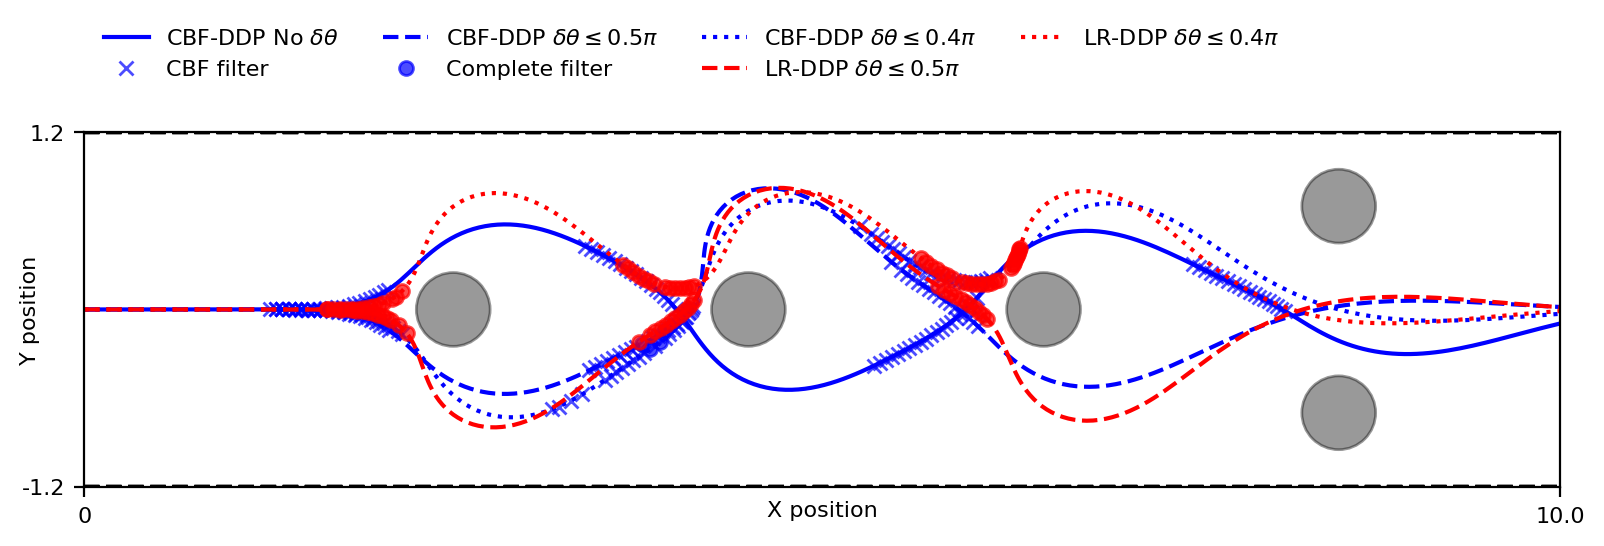 CBF-DDP No δθ CBF-DDP δθ ≤ 0.5π CBF-DDP δθ ≤ 0.4π LR-DDP δθ ≤ 0.4π
CBF filter Complete filter LR-DDP δθ ≤ 0.5π
1.2
Y position
-1.2
X position
0 10.0